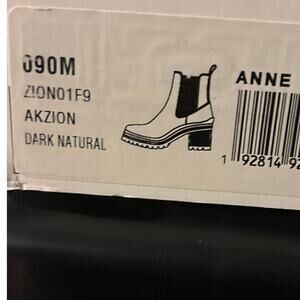 090M
ZION01F9
AKZION
DARK NATURAL
ANNE
1 92814 92